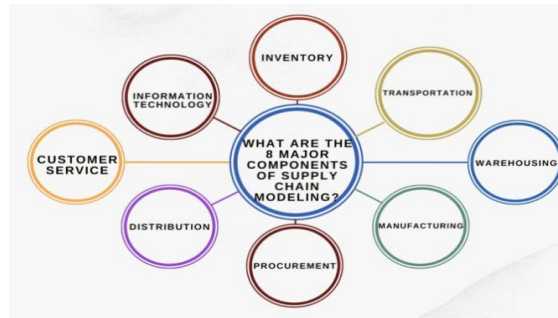 INVENTORY
INFORMATION
TECHNOLOGY
TRANSPORTATION
WHAT ARE THE
8 MAJOR
COMPONENTS
OF SUPPLY
CHAIN
MODELING?
CUSTOMER
SERVICE
WAREHOUSING
DISTRIBUTION
MANUFACTURING
PROCUREMENT